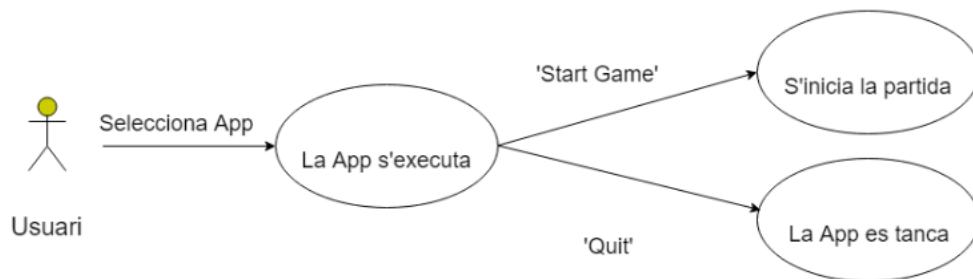 Usuari
Selecciona App
La App s'executa
'Start Game'
S'inicia la partida
'Quit'
La App es tanca